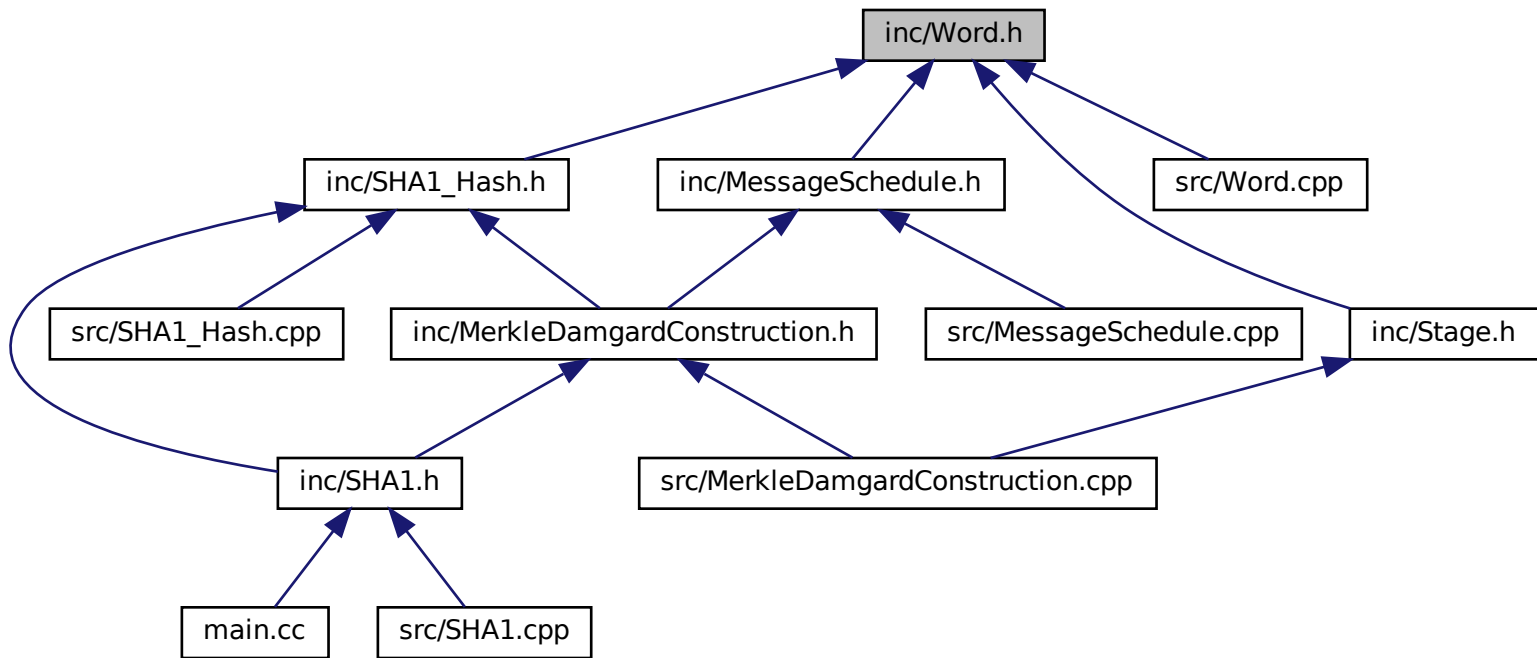 inc/Word.h
inc/SHA1_Hash.h
inc/MessageSchedule.h
src/Word.cpp
src/SHA1_Hash.cpp
inc/MerkleDamgardConstruction.h
src/MessageSchedule.cpp
inc/Stage.h
inc/SHA1.h
src/MerkleDamgardConstruction.cpp
main.cc
src/SHA1.cpp